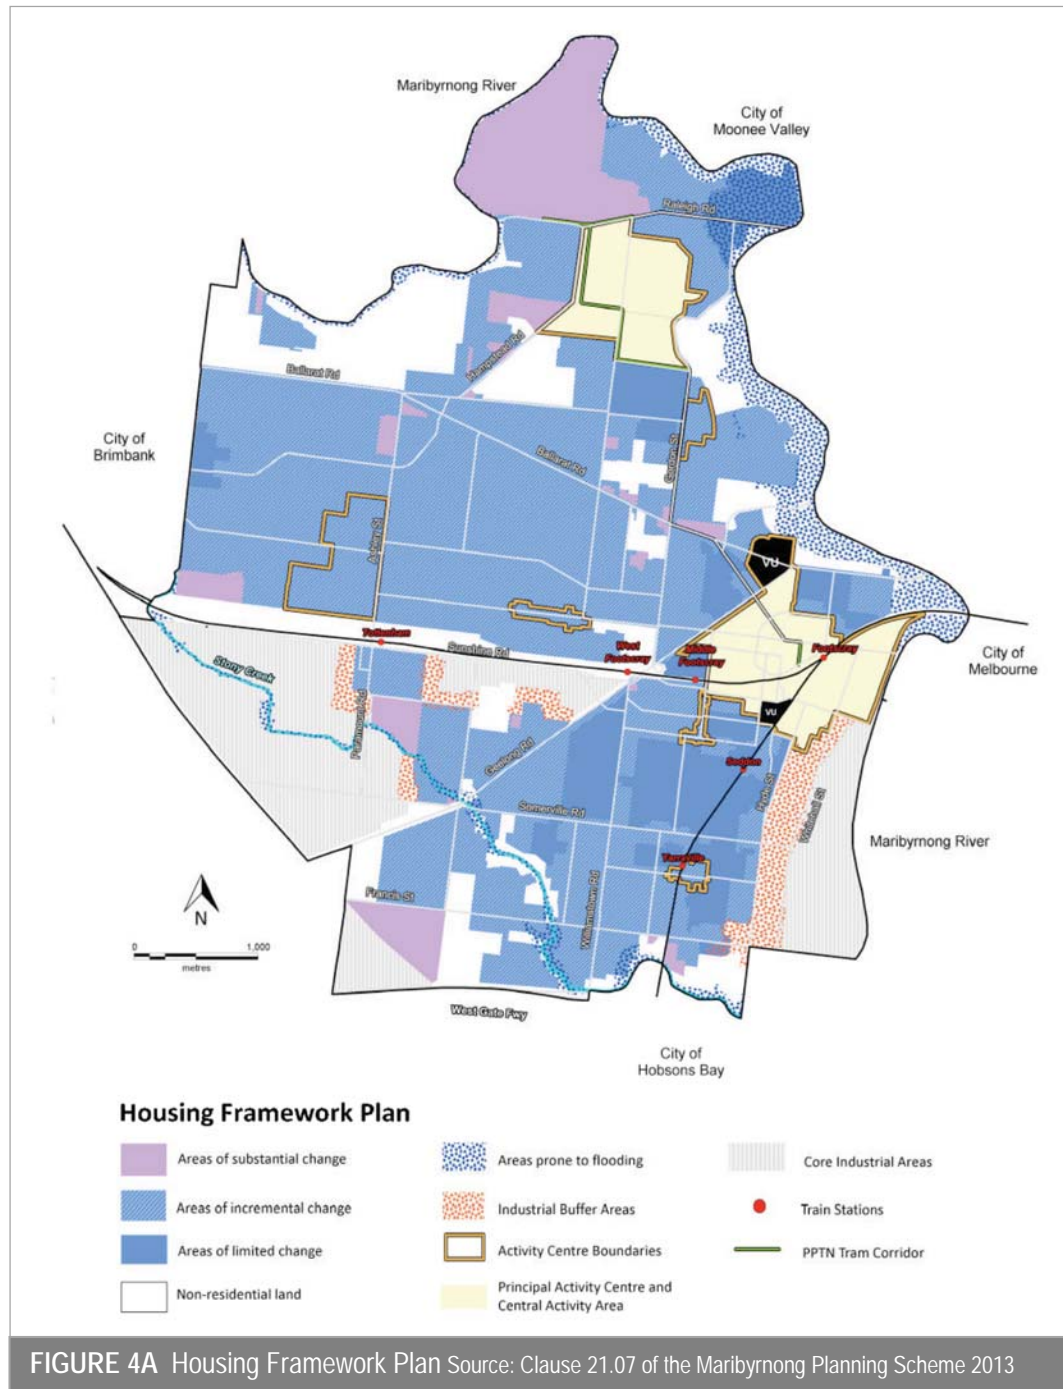 Maribyrnong River
City of
Moonee Valley
Raleigh Rd
Hampstead Rd
Ballarat Rd
City of
Brimbank
Ballarat Rd
Gordon St
Ashley St
VU
Tottenham
Sunshine Rd
West
Footscray
Middle
Footscray
Footscray
City of
Melbourne
Stony Creek
VU
Paramount Rd
Geelong Rd
Seddon
Hyde St
Whitehall St
Somerville Rd
Maribyrnong River
Yarraville
Francis St
Williamstown Rd
N
0 1,000
metres
West Gate Fwy
City of
Hobsons Bay
Housing Framework Plan
Areas of substantial change
Areas prone to flooding
Core Industrial Areas
Areas of incremental change
Industrial Buffer Areas
Train Stations
Areas of limited change
Activity Centre Boundaries
PPTN Tram Corridor
Non-residential land
Principal Activity Centre and
Central Activity Area
FIGURE 4A Housing Framework Plan Source: Clause 21.07 of the Maribyrnong Planning Scheme 2013